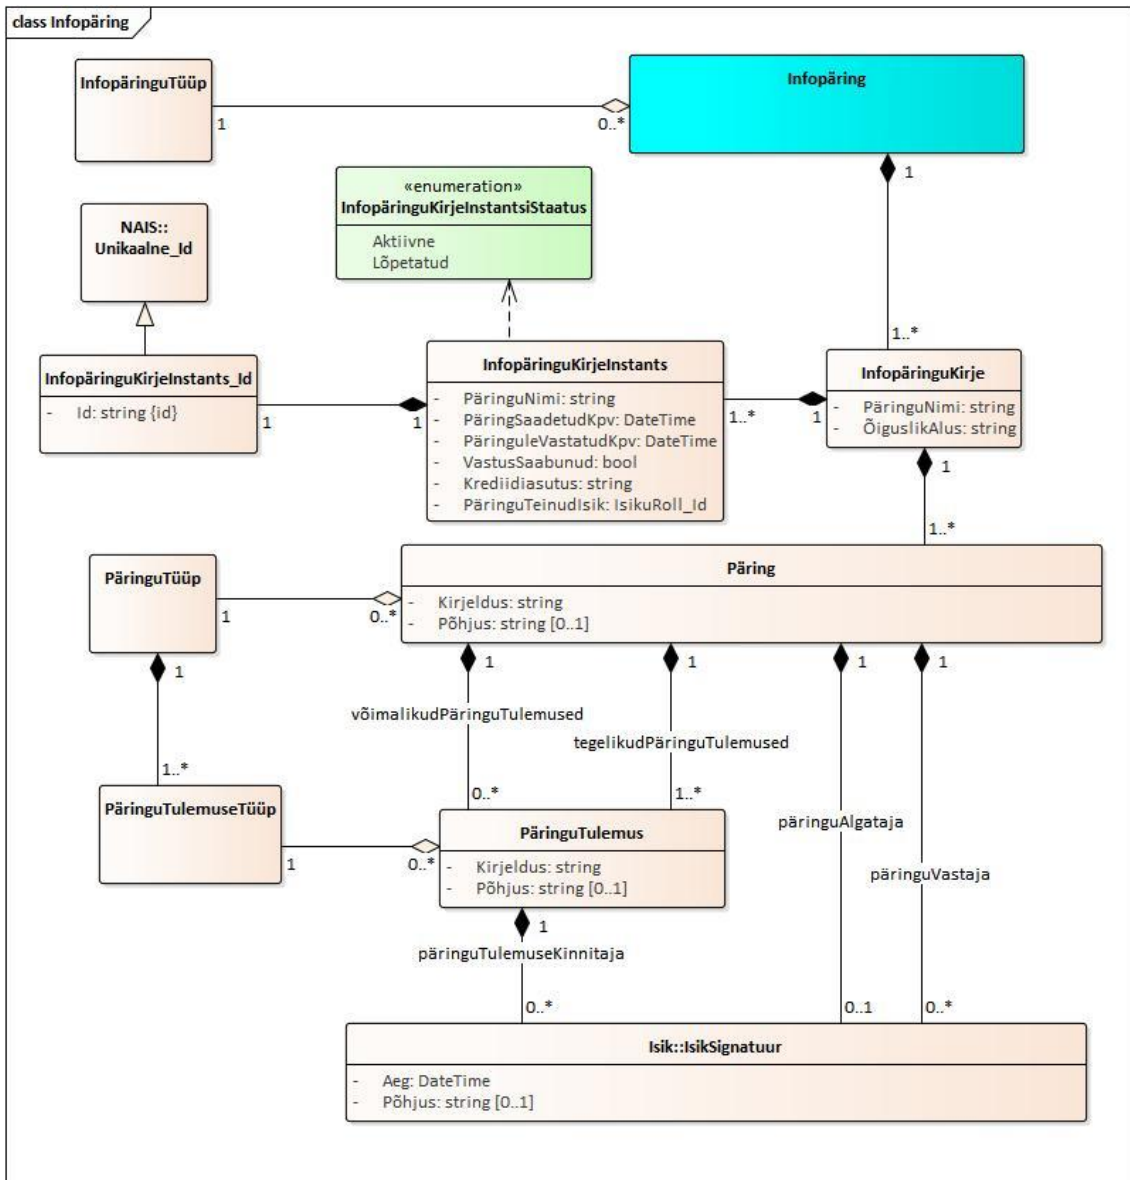 class Infopäring
InfopäringuTüüp
Infopäring
1
0..*
1
«enumeration»
InfopäringuKirjeInstantsiStaatus
Aktiivne
Lõpetatud
NAIS::
Unikaalne_Id
1..*
InfopäringuKirjeInstants_Id
- Id: string {id}
InfopäringuKirjeInstants
- PäringuNimi: string
- PäringSaadetudKpv: DateTime
- PäringuleVastatudKpv: DateTime
- VastusSaabunud: bool
- Krediidiasutus: string
- PäringuTeinudIsik: IsikuRoll_Id
InfopäringuKirje
- PäringuNimi: string
- ÕiguslikAlus: string
1
1
1..*
1
1
1..*
PäringuTüüp
Päring
- Kirjeldus: string
- Põhjus: string [0..1]
1
0..*
1
1
1
1
1
võimalikudPäringuTulemused
tegelikudPäringuTulemused
1..*
0..*
1..*
PäringuTulemuseTüüp
PäringuTulemus
- Kirjeldus: string
- Põhjus: string [0..1]
päringuAlgataja
1
0..*
päringuVastaja
1
päringuTulemuseKinnitaja
0..*
0..1
0..*
Isik::IsikSignatuur
- Aeg: DateTime
- Põhjus: string [0..1]